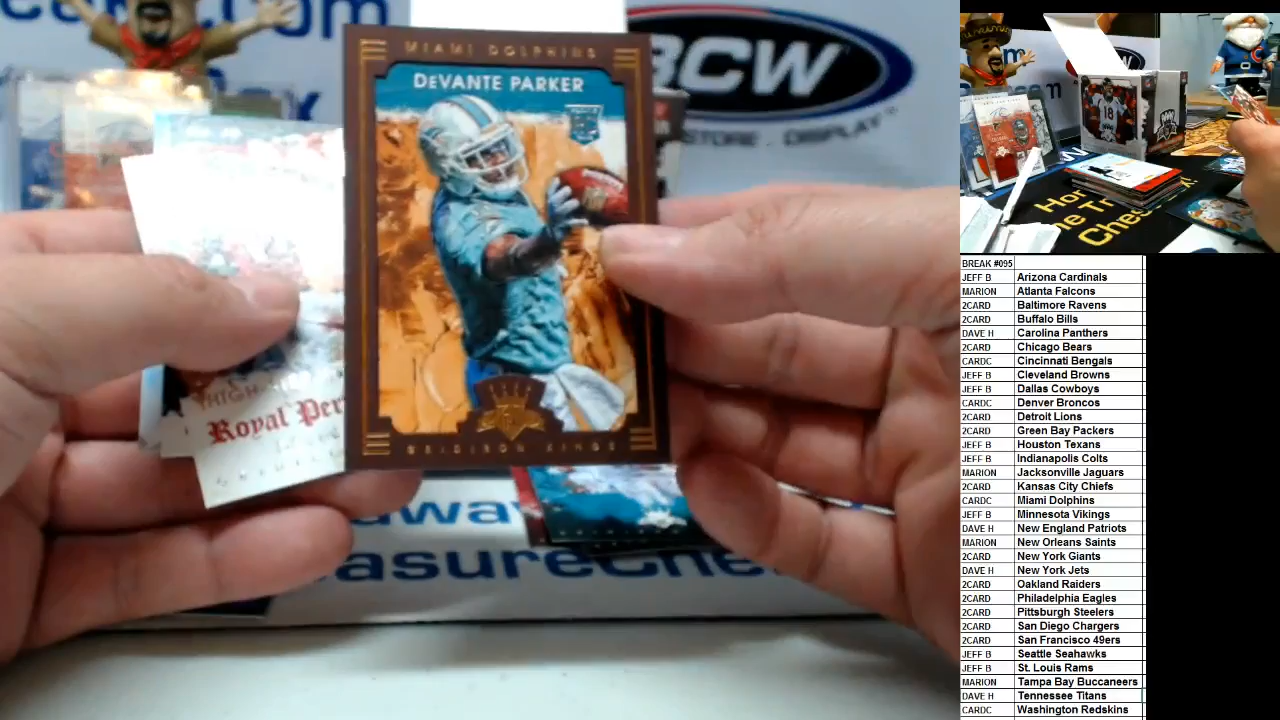 MIAMI DOLPHINS
DEVANTE PARKER
GRIDIRON KINGS
Royal Per
BCW
STORE . DISPLAY
BREAK #095
JEFF B Arizona Cardinals
MARION Atlanta Falcons
2CARD Baltimore Ravens
2CARD Buffalo Bills
DAVE H Carolina Panthers
2CARD Chicago Bears
CARDC Cincinnati Bengals
JEFF B Cleveland Browns
JEFF B Dallas Cowboys
CARDC Denver Broncos
2CARD Detroit Lions
2CARD Green Bay Packers
JEFF B Houston Texans
JEFF B Indianapolis Colts
MARION Jacksonville Jaguars
2CARD Kansas City Chiefs
CARDC Miami Dolphins
JEFF B Minnesota Vikings
DAVE H New England Patriots
MARION New Orleans Saints
2CARD New York Giants
DAVE H New York Jets
2CARD Oakland Raiders
2CARD Philadelphia Eagles
2CARD Pittsburgh Steelers
2CARD San Diego Chargers
2CARD San Francisco 49ers
JEFF B Seattle Seahawks
JEFF B St. Louis Rams
MARION Tampa Bay Buccaneers
DAVE H Tennessee Titans
CARDC Washington Redskins